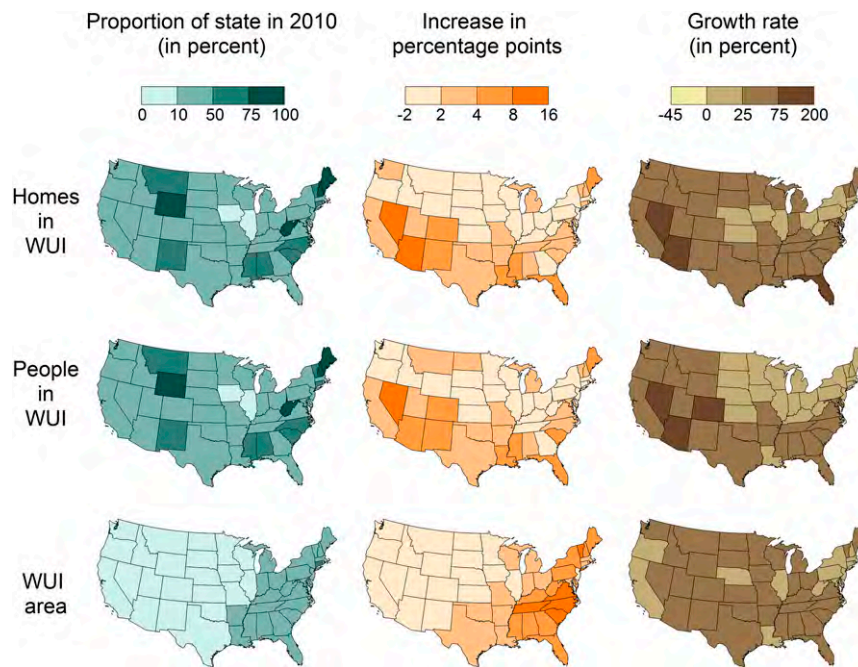 Proportion of state in 2010
(in percent)
Increase in
percentage points
Growth rate
(in percent)
0 10 50 75 100
-2 2 4 8 16
-45 0 25 75 200
Homes
in
WUI
People
in
WUI
WUI
area